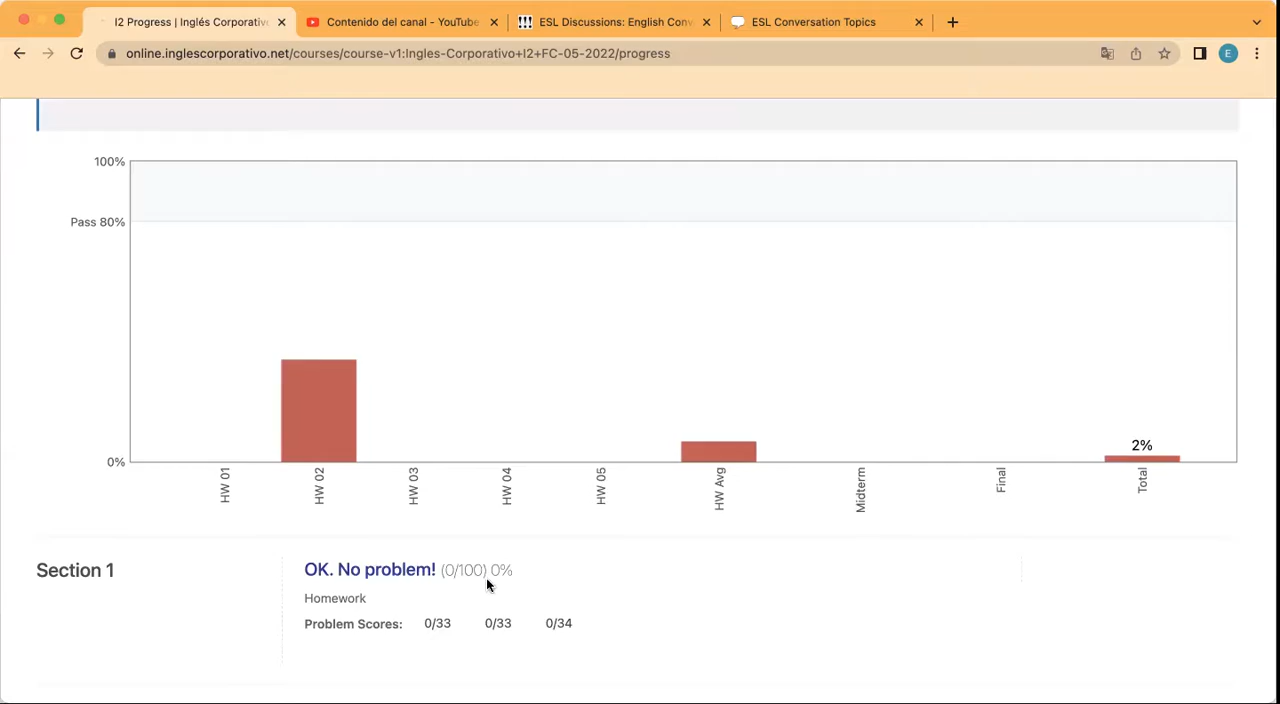 I2 Progress | Inglés Corporativ
Contenido del canal - YouTube
ESL Discussions: English Con
ESL Conversation Topics
online.inglescorporativo.net/courses/course-v1:Ingles-Corporativo+I2+FC-05-2022/progress
E
100%
Pass 80%
0%
2%
HW 01
HW 02
HW 03
HW 04
HW 05
HW Avg
Midterm
Final
Total
Section 1
OK. No problem! (0/100) 0%
Homework
Problem Scores: 0/33 0/33 0/34